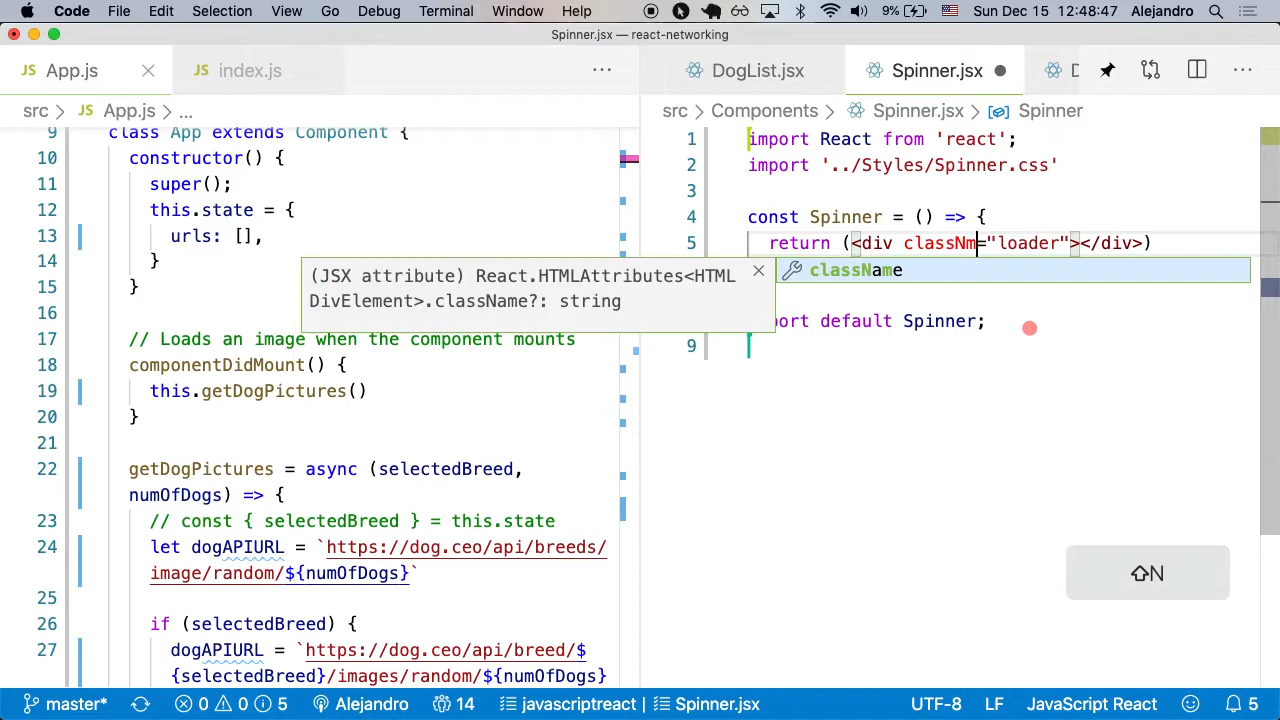 Code File Edit Selection View Go Debug Terminal Window Help 9% Sun Dec 15 12:48:47 Alejandro
Spinner.jsx — react-networking
JS App.js
JS index.js
...
DogList.jsx
Spinner.jsx
...
src > JS App.js > ...
9 class App extends Component {
10 constructor() {
11 super();
12 this.state = {
13 urls: [],
14 }
15 }
16
17 // Loads an image when the component mounts
18 componentDidMount() {
19 this.getDogPictures()
20 }
21
22 getDogPictures = async (selectedBreed,
numOfDogs) => {
23 // const { selectedBreed } = this.state
24 let dogAPIURL = `https://dog.ceo/api/breeds/
image/random/${numOfDogs}`
25
26 if (selectedBreed) {
27 dogAPIURL = `https://dog.ceo/api/breed/$
{selectedBreed}/images/random/${numOfDogs}
src > Components > Spinner.jsx > Spinner
1 import React from 'react';
2 import '../Styles/Spinner.css'
3
4 const Spinner = () => {
5 return (<div classNm="loader"></div>)
className
(JSX attribute) React.HTMLAttributes<HTML
DivElement>.className?: string
port default Spinner;
9
⇧N
master* 0 0 5 Alejandro 14 javascriptreact | Spinner.jsx UTF-8 LF JavaScript React 5